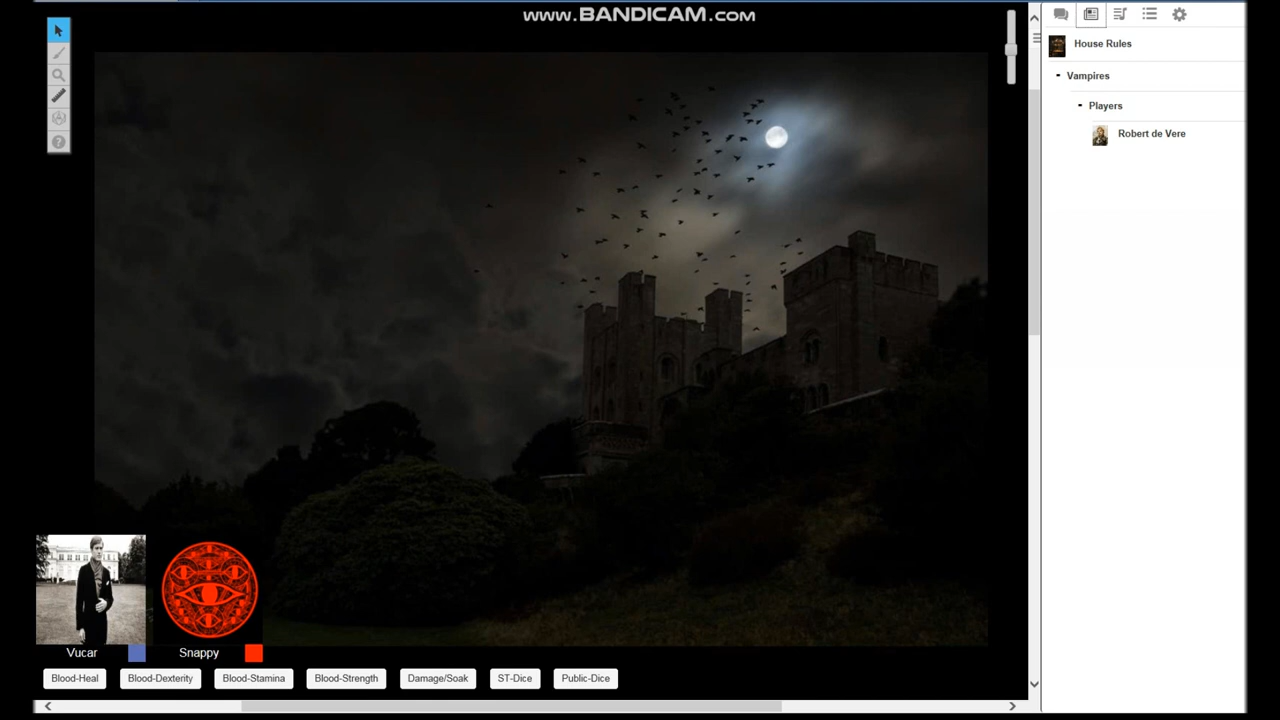 www.BANDICAM.com
House Rules
Vampires
Players
Robert de Vere
Vucar
Snappy
Blood-Heal
Blood-Dexterity
Blood-Stamina
Blood-Strength
Damage/Soak
ST-Dice
Public-Dice